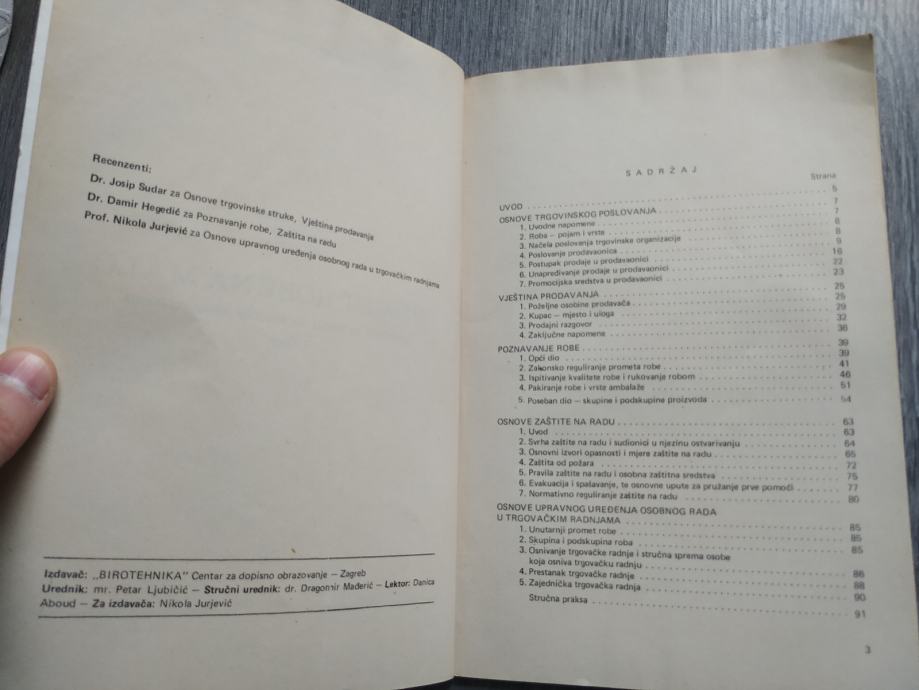 Recenzenti:
Dr. Josip Sudar za Osnove trgovinske struke, Vještina prodavanja
Dr. Damir Hegedić za Poznavanje robe, Zaštita na radu
Prof. Nikola Jurjević za Osnove upravnog uređenja osobnog rada u trgovačkim radnjama
Izdavač: „BIROTEHNIKA" Centar za dopisno obrazovanje – Zagreb
Urednik: mr. Petar Ljubičić – Stručni urednik: dr. Dragomir Mađerić – Lektor: Danica
Aboud – Za izdavača: Nikola Jurjević
SADRŽAJ
Strana
UVOD 5
OSNOVE TRGOVINSKOG POSLOVANJA 7
1. Uvodne napomene 7
2. Roba – pojam i vrste 8
3. Načela poslovanja trgovinske organizacije 8
4. Poslovanje prodavaonica 9
5. Postupak prodaje u prodavaonici 16
6. Unapređivanje prodaje u prodavaonici 22
7. Promocijska sredstva u prodavaonici 23
VJEŠTINA PRODAVANJA 25
1. Poželjne osobine prodavača 25
2. Kupac – mjesto i uloga 29
3. Prodajni razgovor 32
4. Zaključne napomene 36
POZNAVANJE ROBE 39
1. Opći dio 39
2. Zakonsko reguliranje prometa robe 41
3. Ispitivanje kvalitete robe i rukovanje robom 46
4. Pakiranje robe i vrste ambalaže 51
5. Poseban dio – skupine i podskupine proizvoda 54
OSNOVE ZAŠTITE NA RADU 63
1. Uvod 63
2. Svrha zaštite na radu i sudionici u njezinu ostvarivanju 64
3. Osnovni izvori opasnosti i mjere zaštite na radu 65
4. Zaštita od požara 72
5. Pravila zaštite na radu i osobna zaštitna sredstva 75
6. Evakuacija i spašavanje, te osnovne upute za pružanje prve pomoći 77
7. Normativno reguliranje zaštite na radu 80
OSNOVE UPRAVNOG UREĐENJA OSOBNOG RADA
U TRGOVAČKIM RADNJAMA 85
1. Unutarnji promet robe 85
2. Skupina i podskupina roba 85
3. Osnivanje trgovačke radnje i stručna sprema osobe
koja osniva trgovačku radnju 86
4. Prestanak trgovačke radnje 88
5. Zajednička trgovačka radnja 90
Stručna praksa 91
3